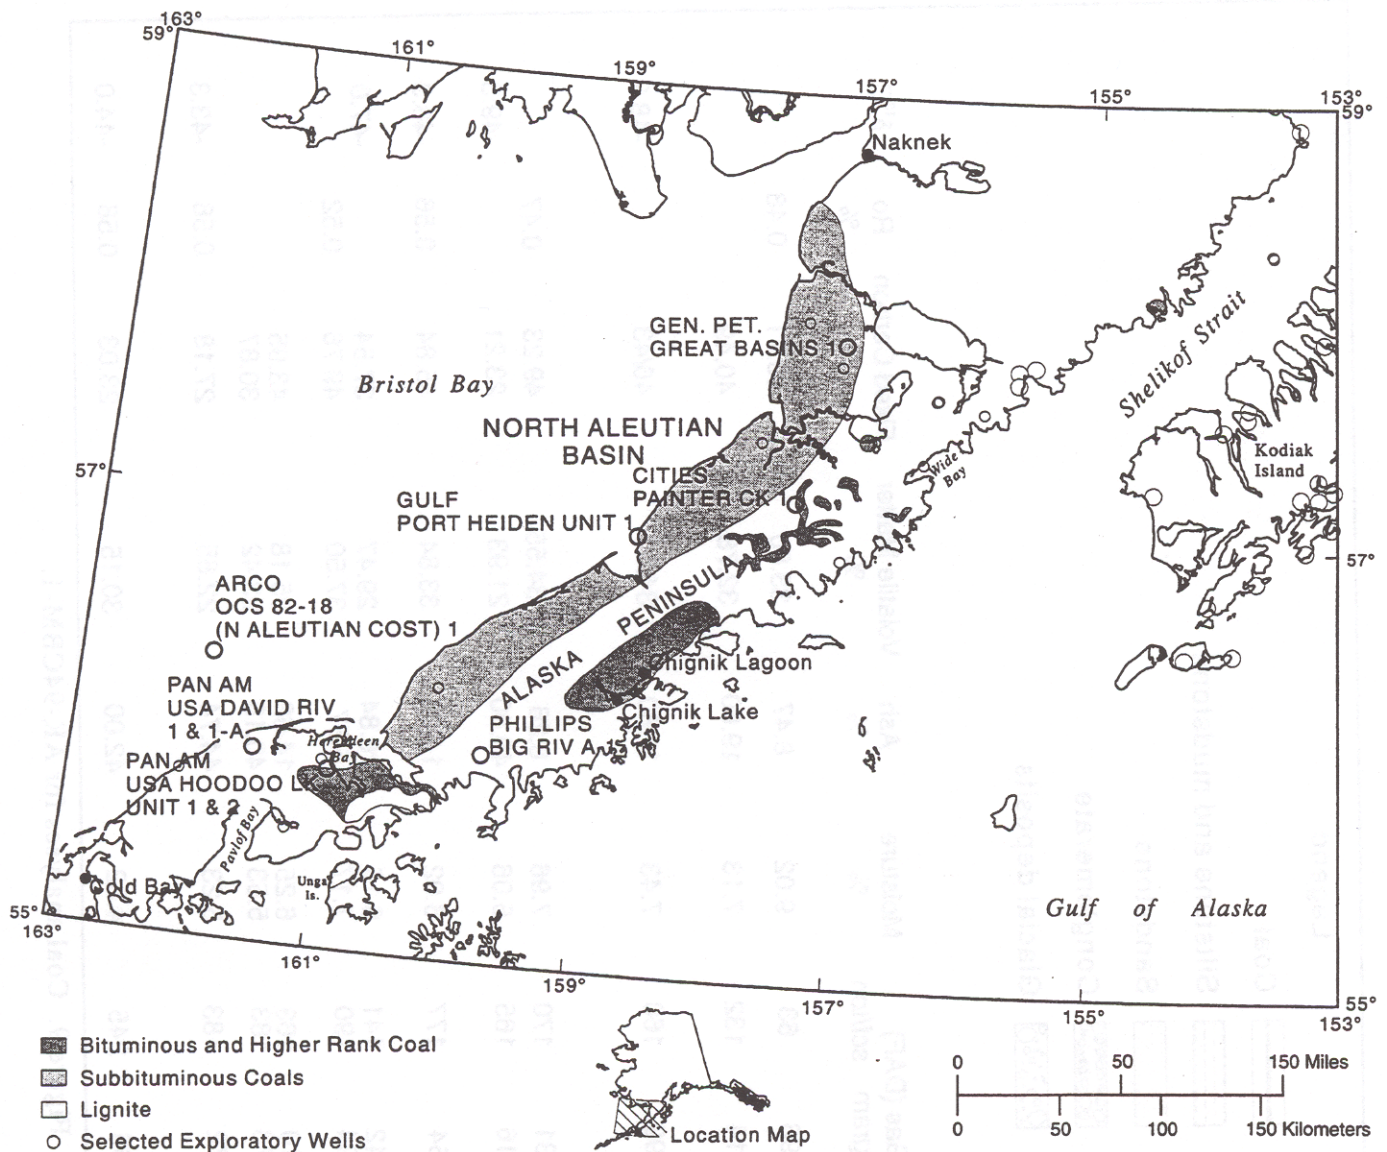 163°
59°
161°
159°
157°
155°
153°
59°
Naknek
GEN. PET.
GREAT BASINS 1
Bristol Bay
Shelikof Strait
NORTH ALEUTIAN
BASIN
CITIES
PAINTER CK 1
Wide
Bay
Kodiak
Island
57°
GULF
PORT HEIDEN UNIT 1
57°
ARCO
OCS 82-18
(N ALEUTIAN COST) 1
ALASKA PENINSULA
Chignik Lagoon
Chignik Lake
PAN AM
USA DAVID RIV
1 & 1-A
PHILLIPS
BIG RIV A 1
Herendeen
Bay
PAN AM
USA HOODOO LK
UNIT 1 & 2
Pavlof Bay
Cold Bay
Unga
Is.
Gulf of Alaska
55°
163°
161°
159°
157°
155°
55°
153°
Bituminous and Higher Rank Coal
Subbituminous Coals
Lignite
Selected Exploratory Wells
Location Map
0 50 150 Miles
0 50 100 150 Kilometers